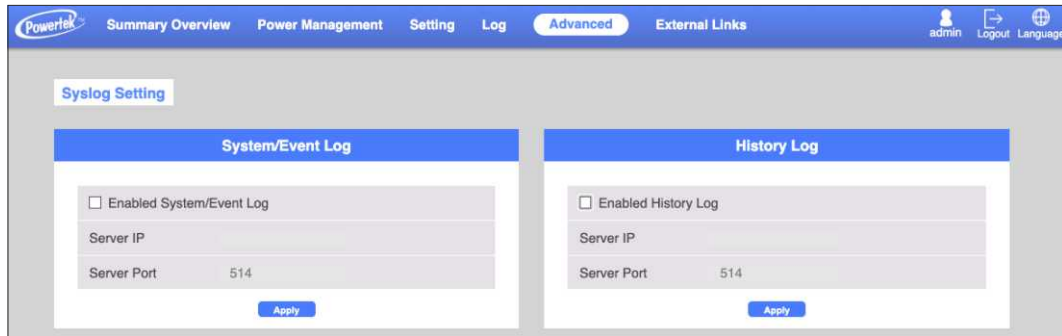 Powertek Summary Overview Power Management Setting Log Advanced External Links admin Logout Language
Syslog Setting
System/Event Log
Enabled System/Event Log
Server IP
Server Port 514
Apply
History Log
Enabled History Log
Server IP
Server Port 514
Apply